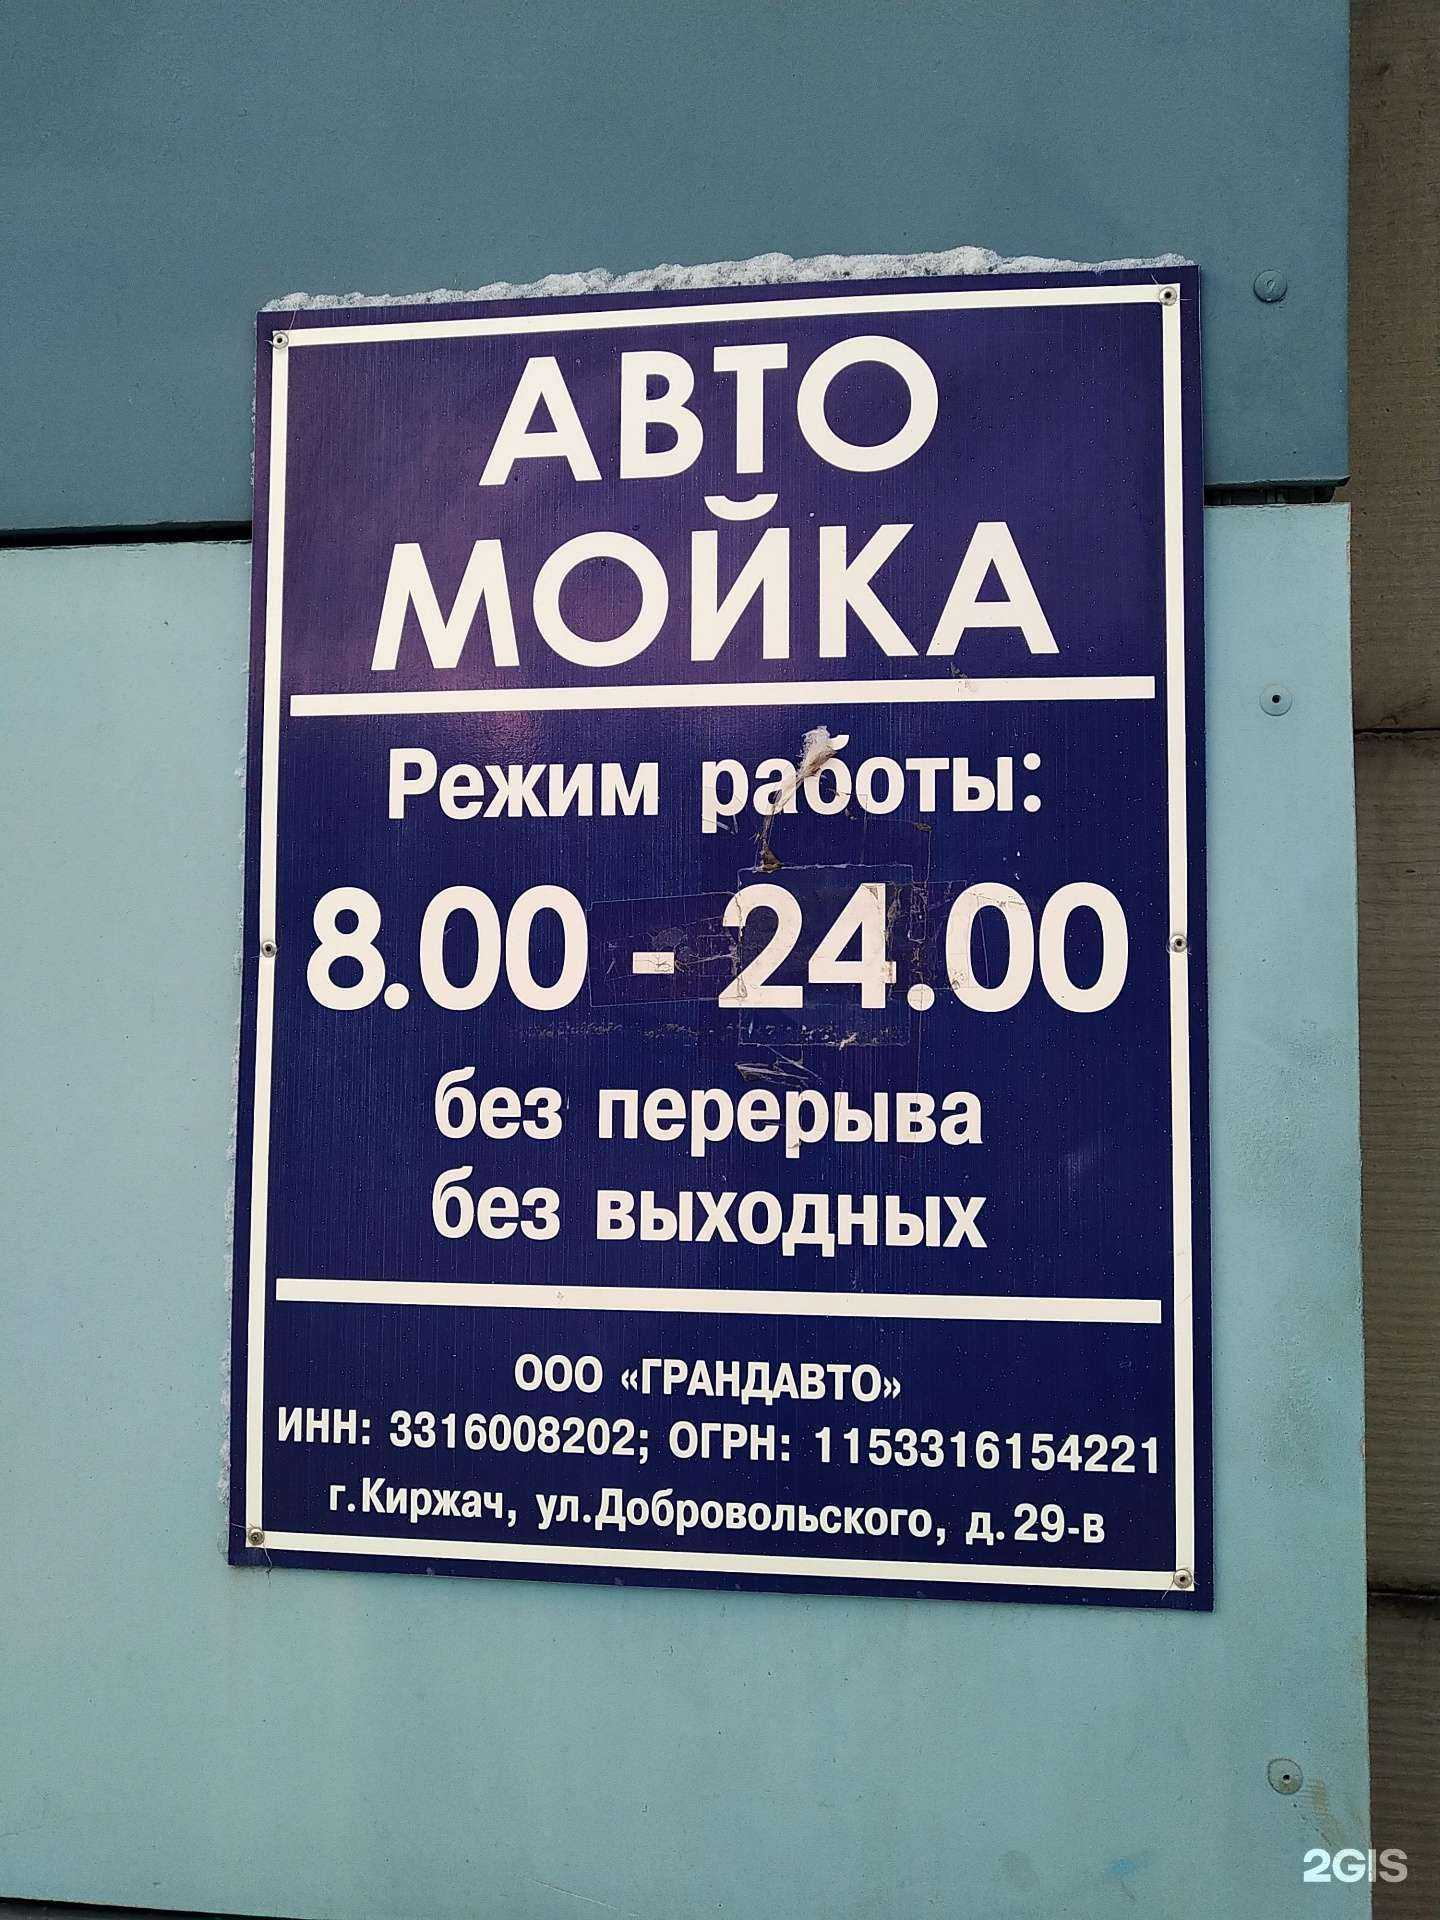 АВТО
МОЙКА
Режим работы:
8.00 - 24.00
без перерыва
без выходных
ООО «ГРАНДАВТО»
ИНН: 3316008202; ОГРН: 1153316154221
г.Киржач, ул.Добровольского, д.29-в
2GIS